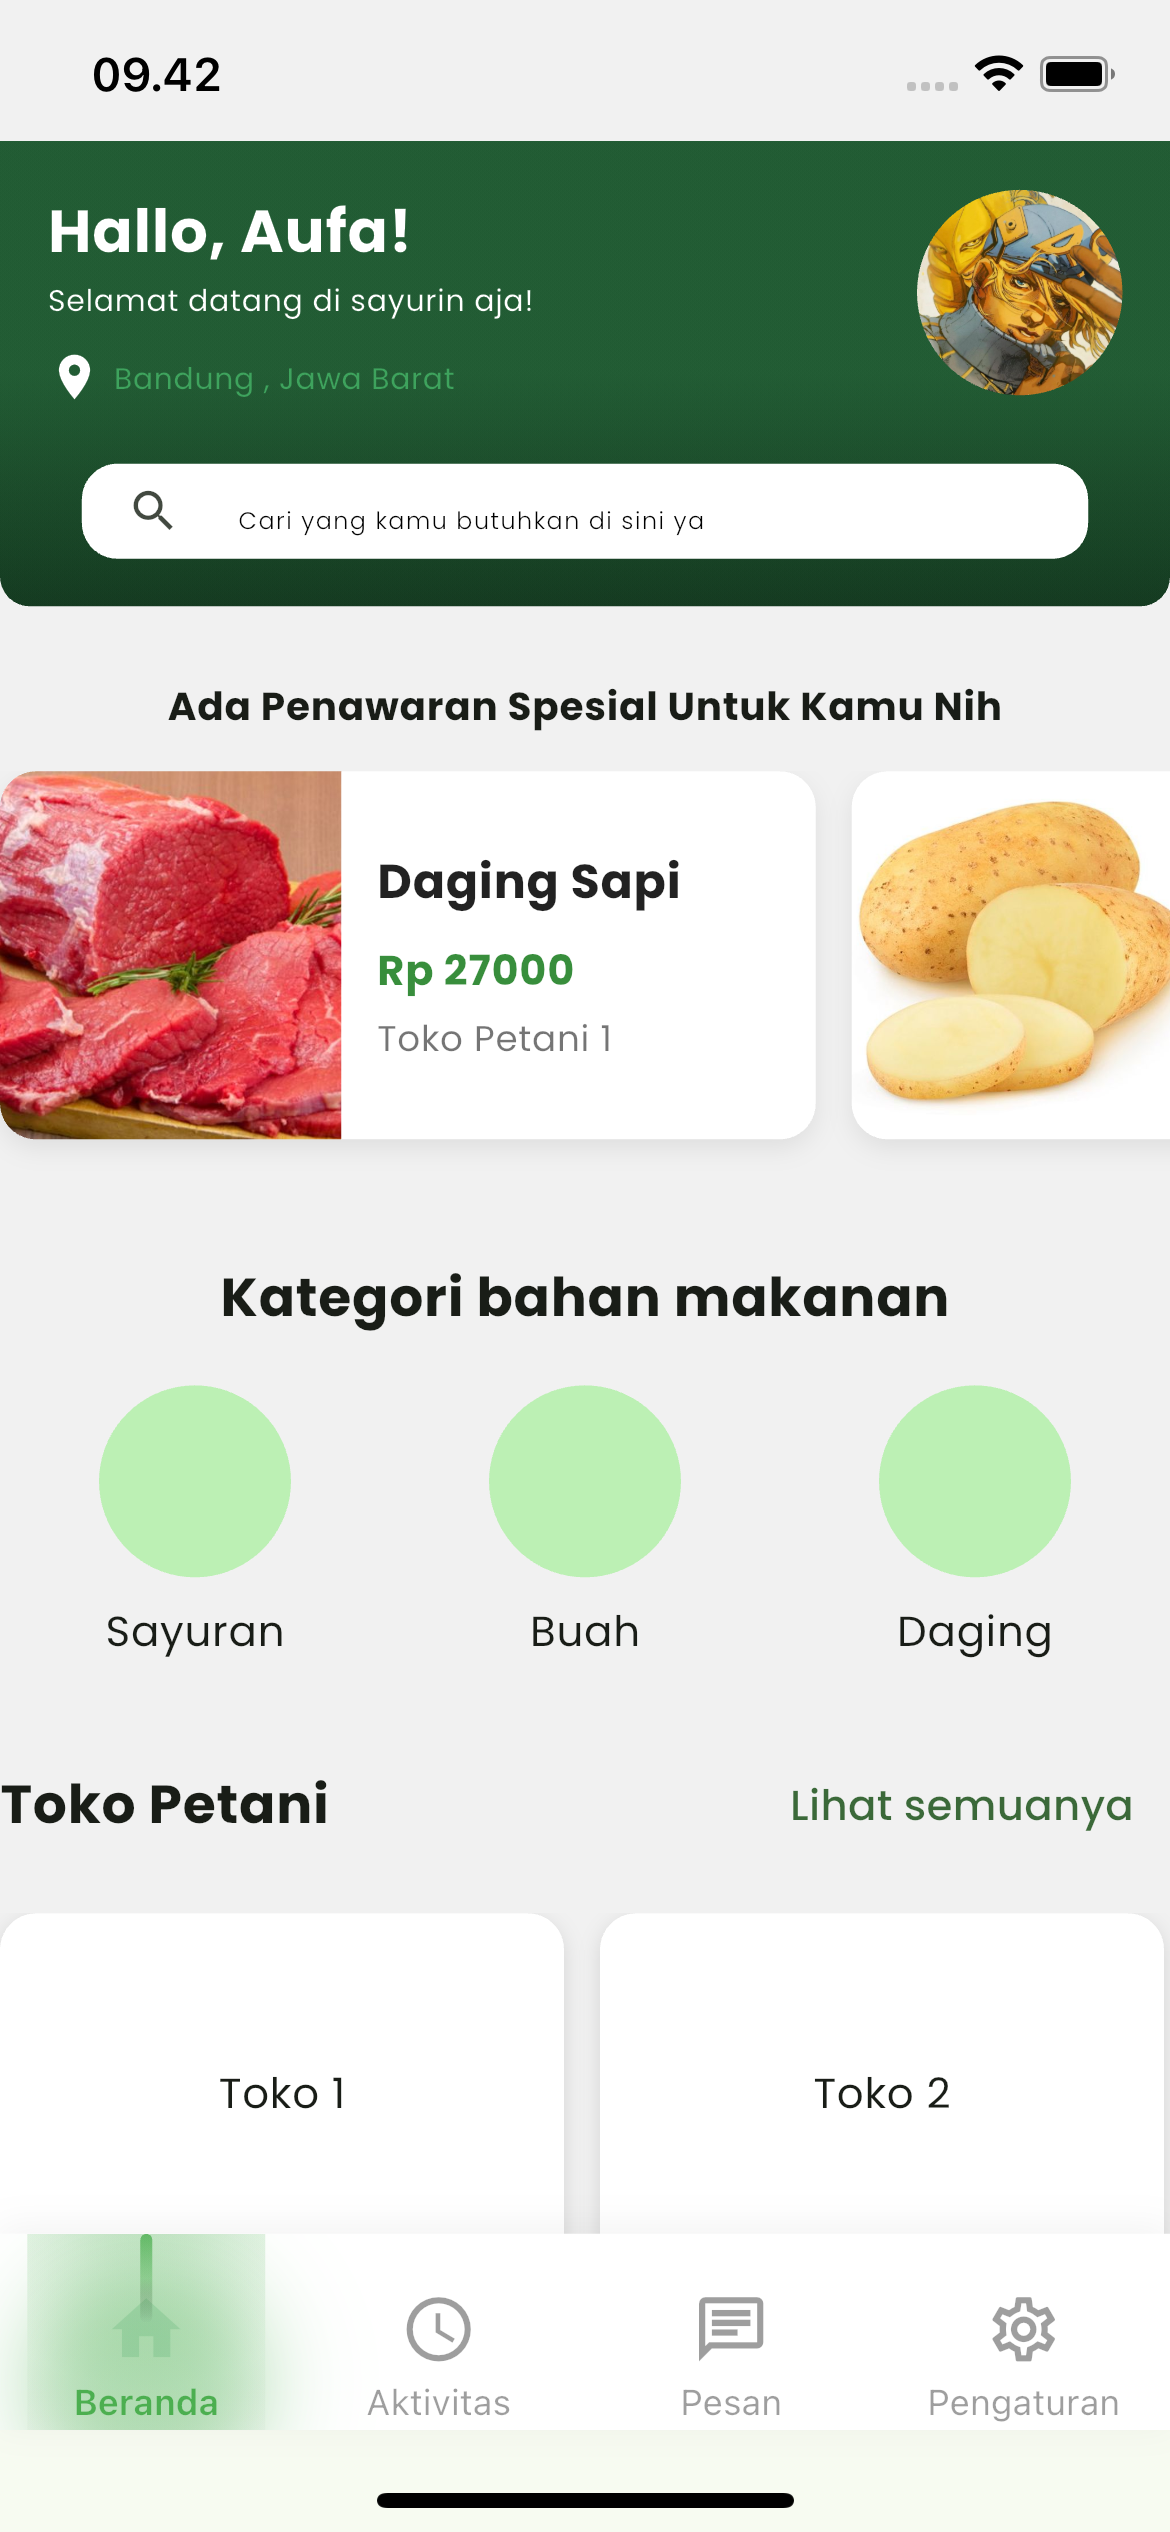 09.42
Hallo, Aufa!
Selamat datang di sayurin aja!
Bandung , Jawa Barat
Cari yang kamu butuhkan di sini ya
Ada Penawaran Spesial Untuk Kamu Nih
Daging Sapi
Rp 27000
Toko Petani 1
Kategori bahan makanan
Sayuran Buah Daging
Toko Petani Lihat semuanya
Toko 1 Toko 2
Beranda Aktivitas Pesan Pengaturan